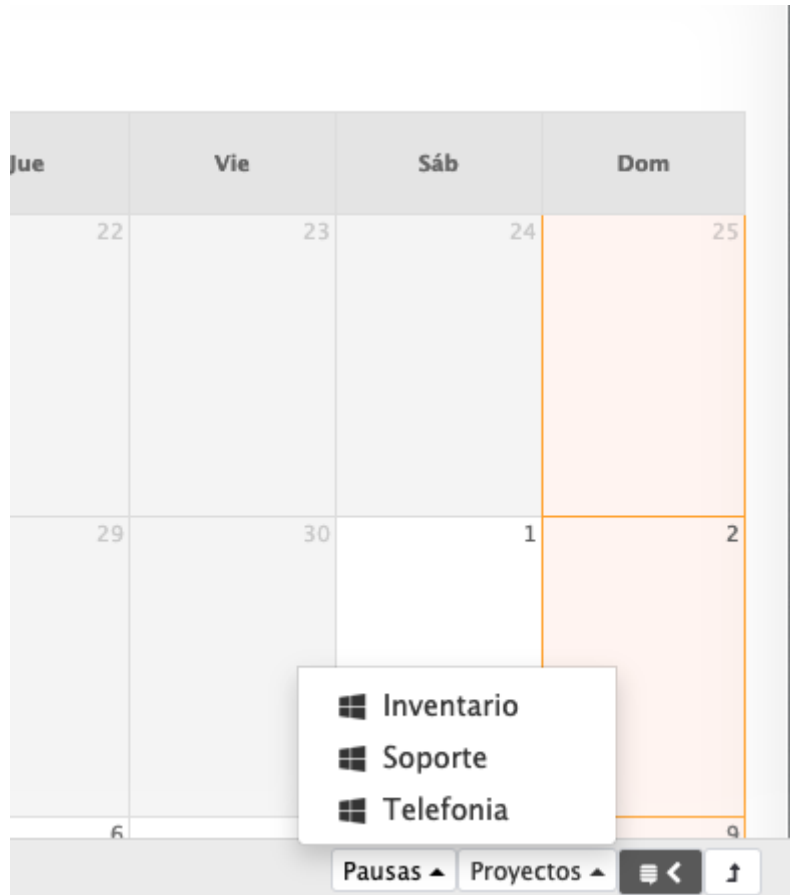 Jue Vie Sáb Dom
22 23 24 25
29 30 1 2
Inventario
Soporte
Telefonia
6 9
Pausas Proyectos